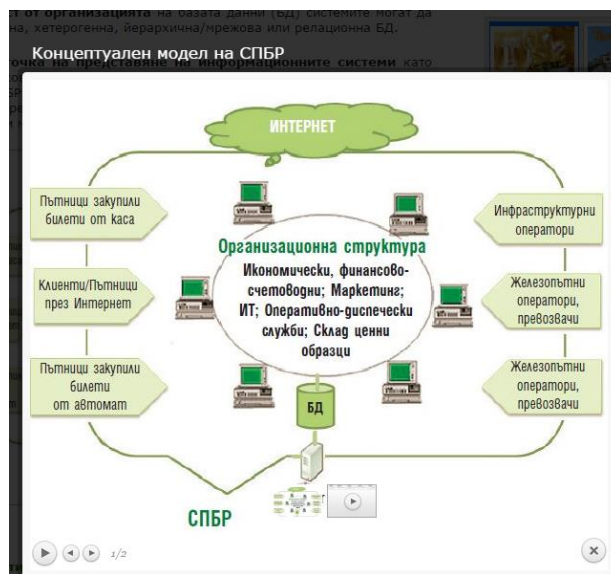 ет от организацията на базата данни (БД) системите могат да
на, хетерогенна, йерархична/мрежова или релационна БД.
Концептуален модел на СПБР
очка на представяне на информационните системи като
ИНТЕРНЕТ
Пътници закупили
билети от каса
Клиенти/Пътници
през Интернет
Пътници закупили
билети
от автомат
Организационна структура
Икономически, финансово-
счетоводни; Маркетинг;
ИТ; Оперативно-диспечески
служби; Склад ценни
образци
Инфраструктурни
оператори
Железопътни
оператори,
превозвачи
Железопътни
оператори,
превозвачи
БД
СПБР
1/2